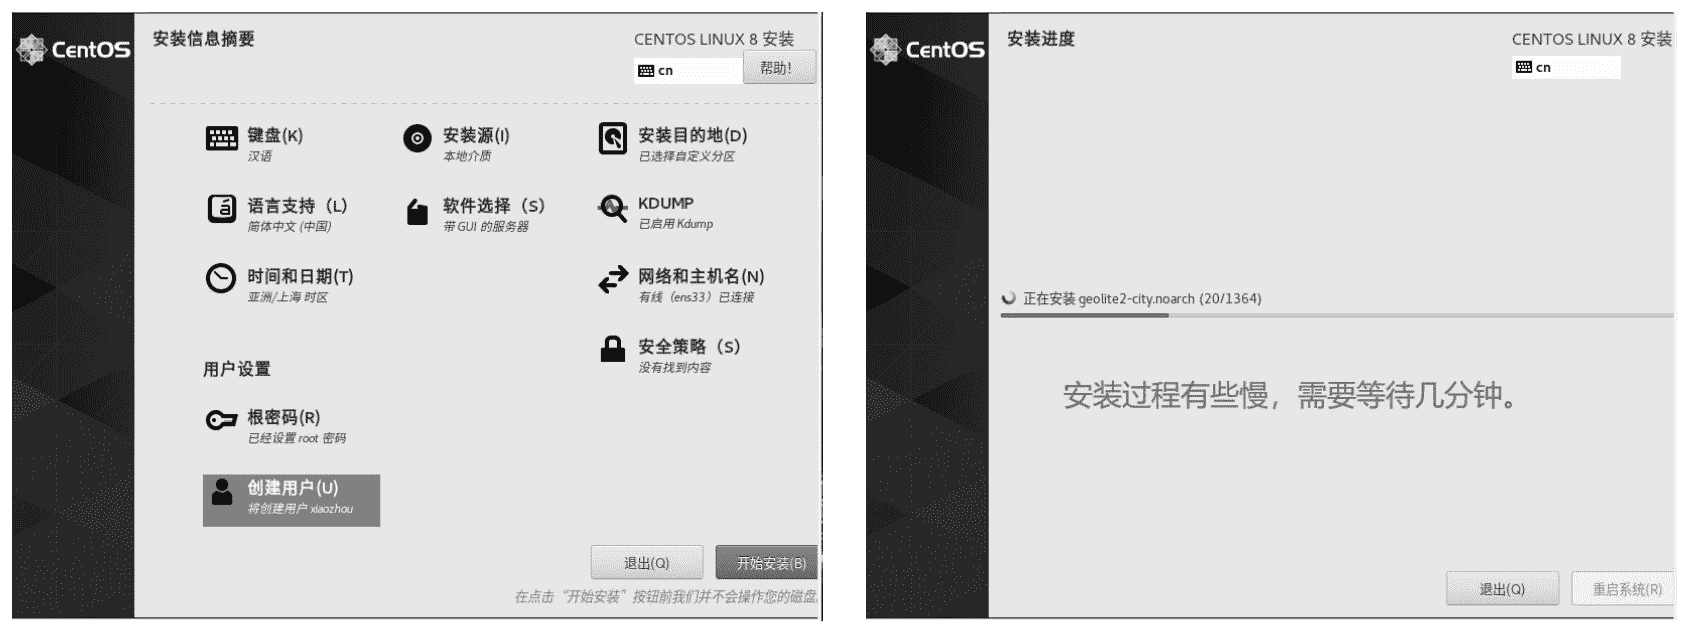 CentOS
安装信息摘要
CENTOS LINUX 8 安装
cn
帮助!
键盘(K)
汉语
安装源(I)
本地介质
安装目的地(D)
已选择自定义分区
语言支持（L）
简体中文 (中国)
软件选择（S）
带 GUI 的服务器
KDUMP
已启用 Kdump
时间和日期(T)
亚洲/上海 时区
网络和主机名(N)
有线（ens33）已连接
安全策略（S）
没有找到内容
用户设置
根密码(R)
已经设置 root 密码
创建用户(U)
将创建用户 xiaozhou
退出(Q)
开始安装(B)
在点击“开始安装”按钮前我们并不会操作您的磁盘
CentOS
安装进度
CENTOS LINUX 8 安装
cn
正在安装 geolite2-city.noarch (20/1364)
安装过程有些慢，需要等待几分钟。
退出(Q)
重启系统(R)